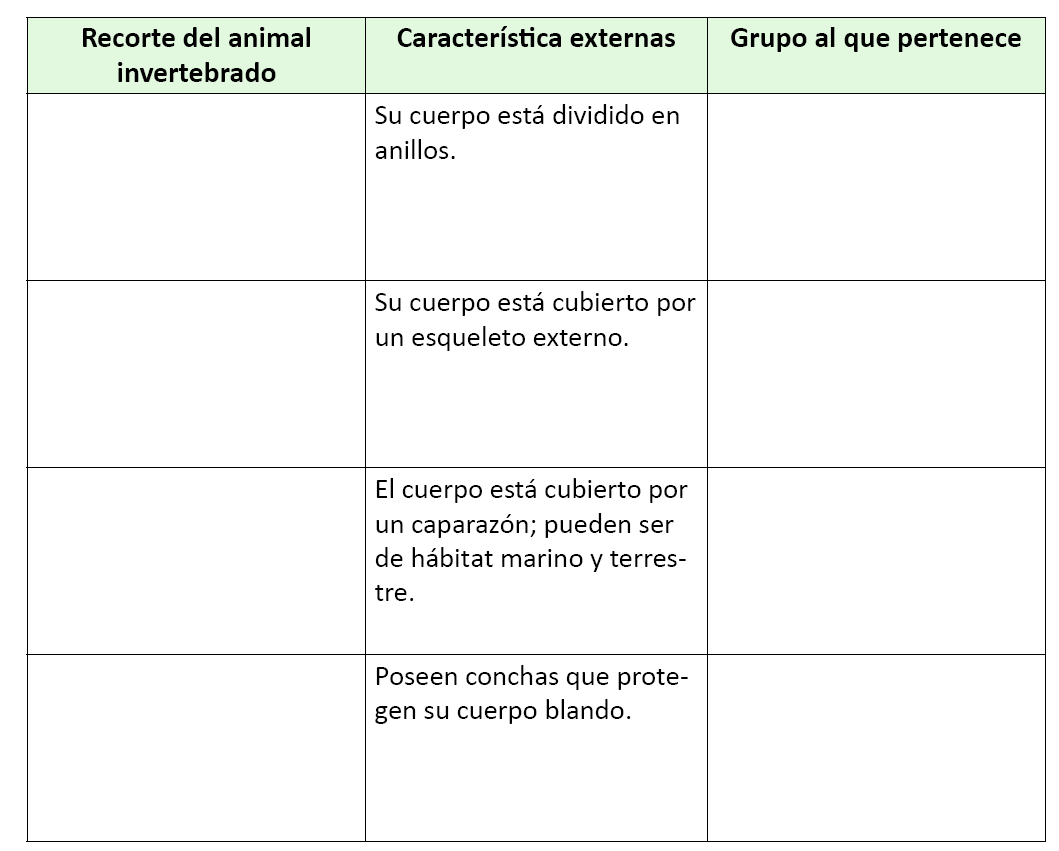 Recorte del animal
invertebrado
Característica externas
Grupo al que pertenece
Su cuerpo está dividido en
anillos.
Su cuerpo está cubierto por
un esqueleto externo.
El cuerpo está cubierto por
un caparazón; pueden ser
de hábitat marino y terres-
tre.
Poseen conchas que prote-
gen su cuerpo blando.